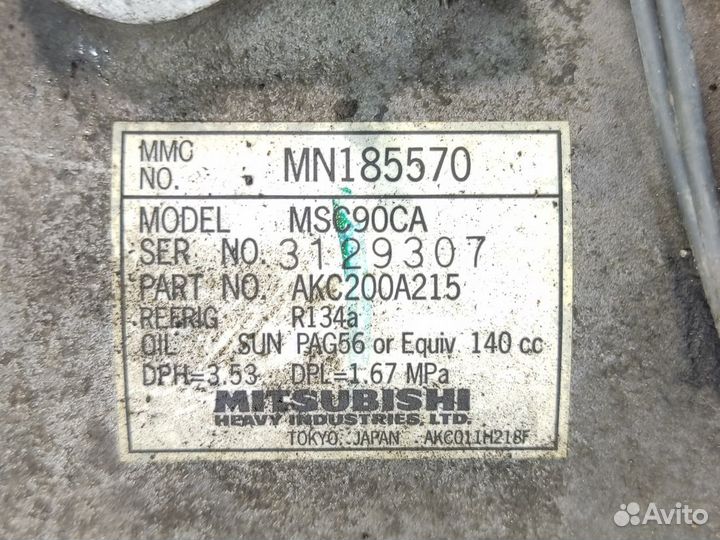 MMC NO. MN185570
MODEL MSC90CA
SER NO. 3129307
PART NO. AKC200A215
REFRIG R134a
OIL SUN PAG56 or Equiv 140 cc
DPH=3.53 DPL=1.67 MPa
MITSUBISHI
HEAVY INDUSTRIES, LTD.
TOKYO, JAPAN AKC011H218F
Avito